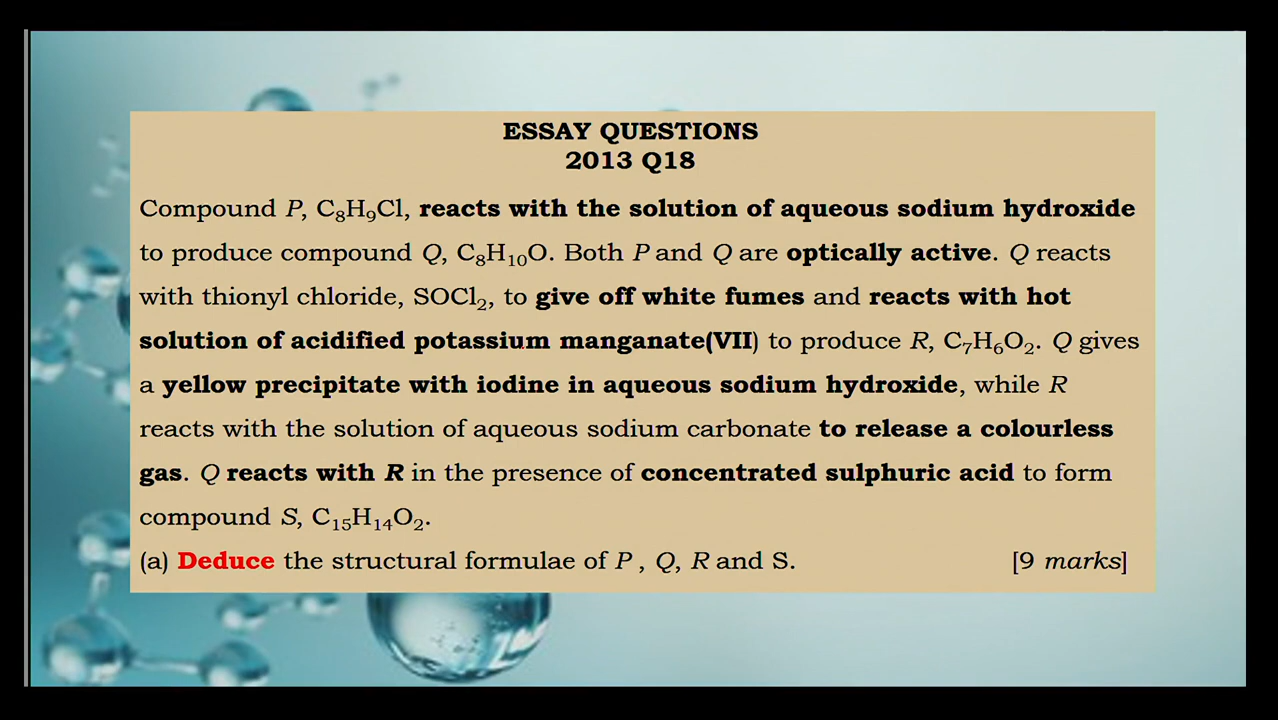 ESSAY QUESTIONS
2013 Q18
Compound P, C₈H₉Cl, reacts with the solution of aqueous sodium hydroxide
to produce compound Q, C₈H₁₀O. Both P and Q are optically active. Q reacts
with thionyl chloride, SOCl₂, to give off white fumes and reacts with hot
solution of acidified potassium manganate(VII) to produce R, C₇H₆O₂. Q gives
a yellow precipitate with iodine in aqueous sodium hydroxide, while R
reacts with the solution of aqueous sodium carbonate to release a colourless
gas. Q reacts with R in the presence of concentrated sulphuric acid to form
compound S, C₁₅H₁₄O₂.
(a) Deduce the structural formulae of P , Q, R and S. [9 marks]